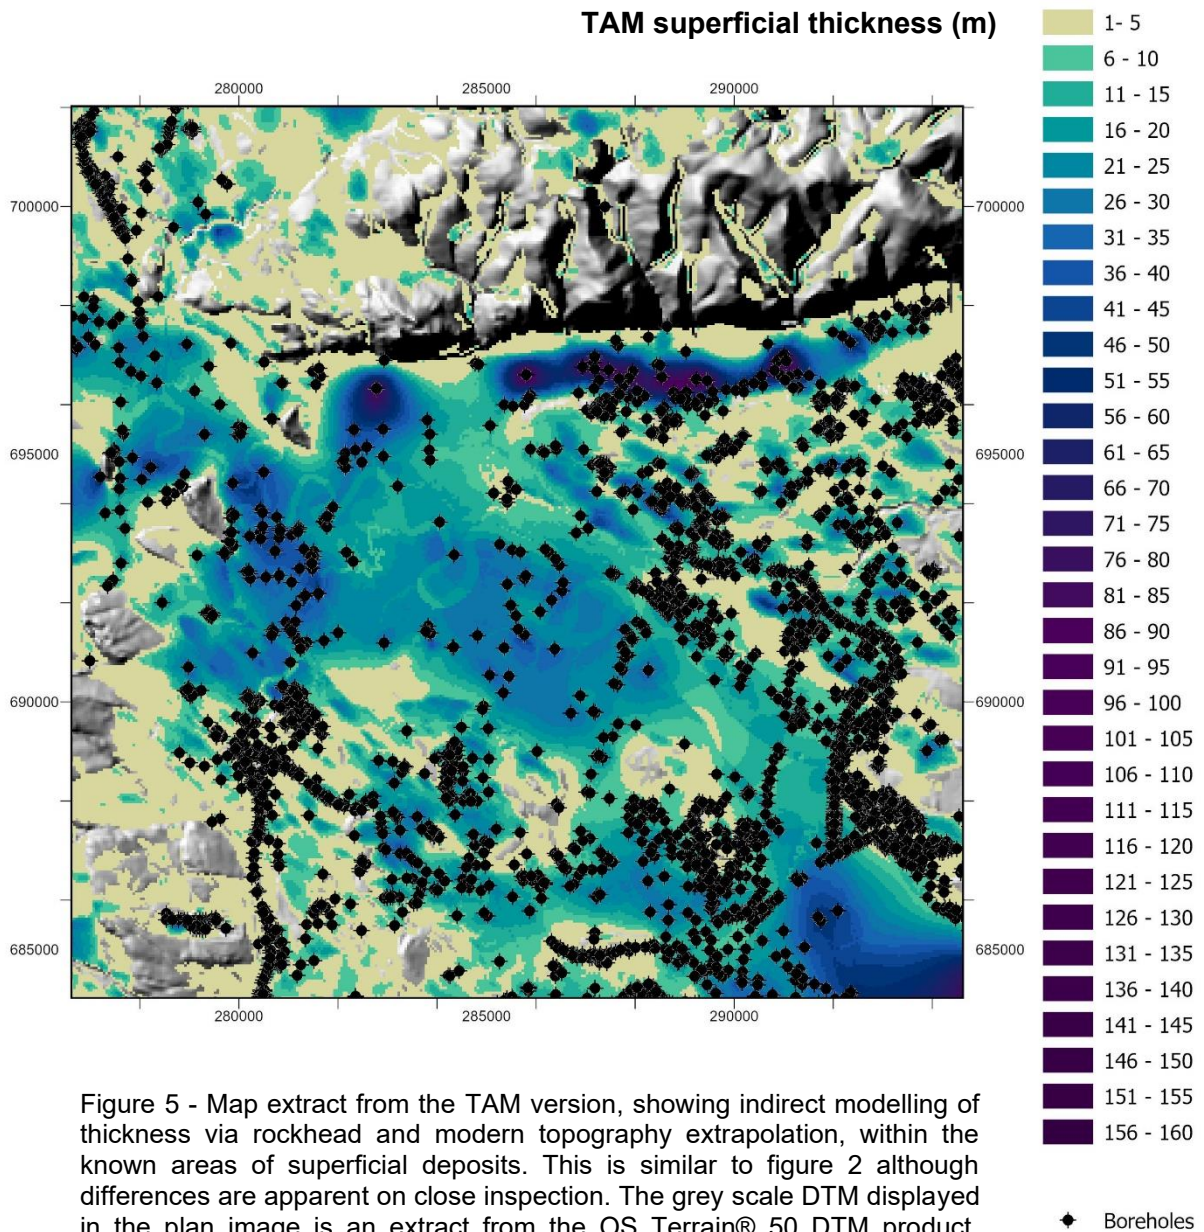 TAM superficial thickness (m)
280000 285000 290000
700000 700000
695000 695000
690000 690000
685000 685000
280000 285000 290000
1- 5
6 - 10
11 - 15
16 - 20
21 - 25
26 - 30
31 - 35
36 - 40
41 - 45
46 - 50
51 - 55
56 - 60
61 - 65
66 - 70
71 - 75
76 - 80
81 - 85
86 - 90
91 - 95
96 - 100
101 - 105
106 - 110
111 - 115
116 - 120
121 - 125
126 - 130
131 - 135
136 - 140
141 - 145
146 - 150
151 - 155
156 - 160
Boreholes
Figure 5 - Map extract from the TAM version, showing indirect modelling of
thickness via rockhead and modern topography extrapolation, within the
known areas of superficial deposits. This is similar to figure 2 although
differences are apparent on close inspection. The grey scale DTM displayed
in the plan image is an extract from the OS Terrain® 50 DTM product.